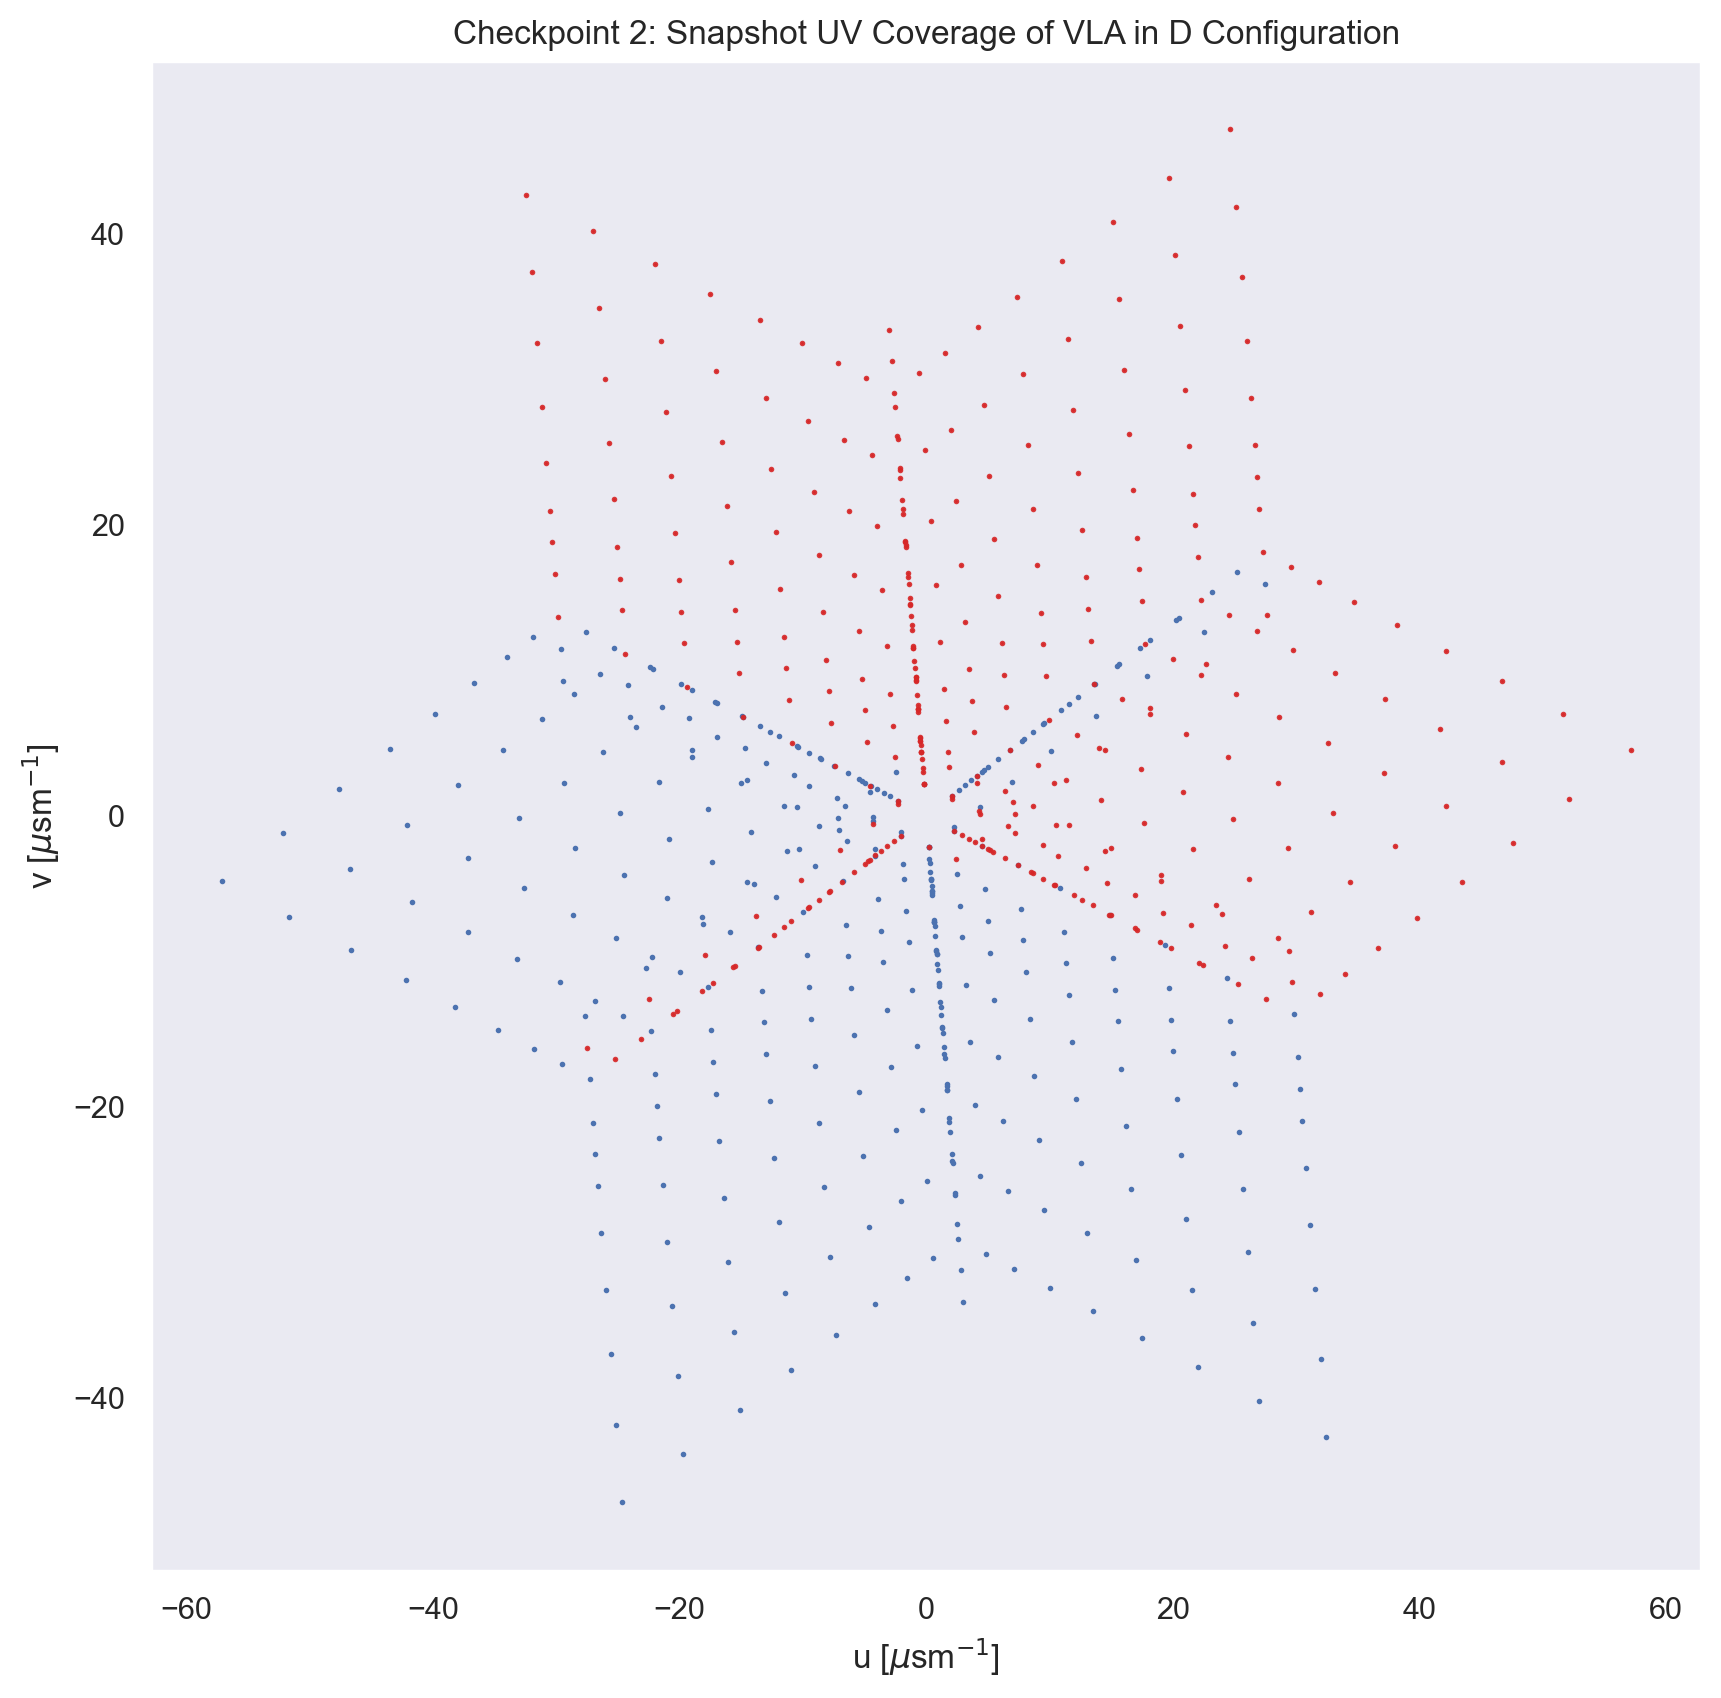 Checkpoint 2: Snapshot UV Coverage of VLA in D Configuration
40
20
0
−20
−40
v [μsm⁻¹]
−60 −40 −20 0 20 40 60
u [μsm⁻¹]